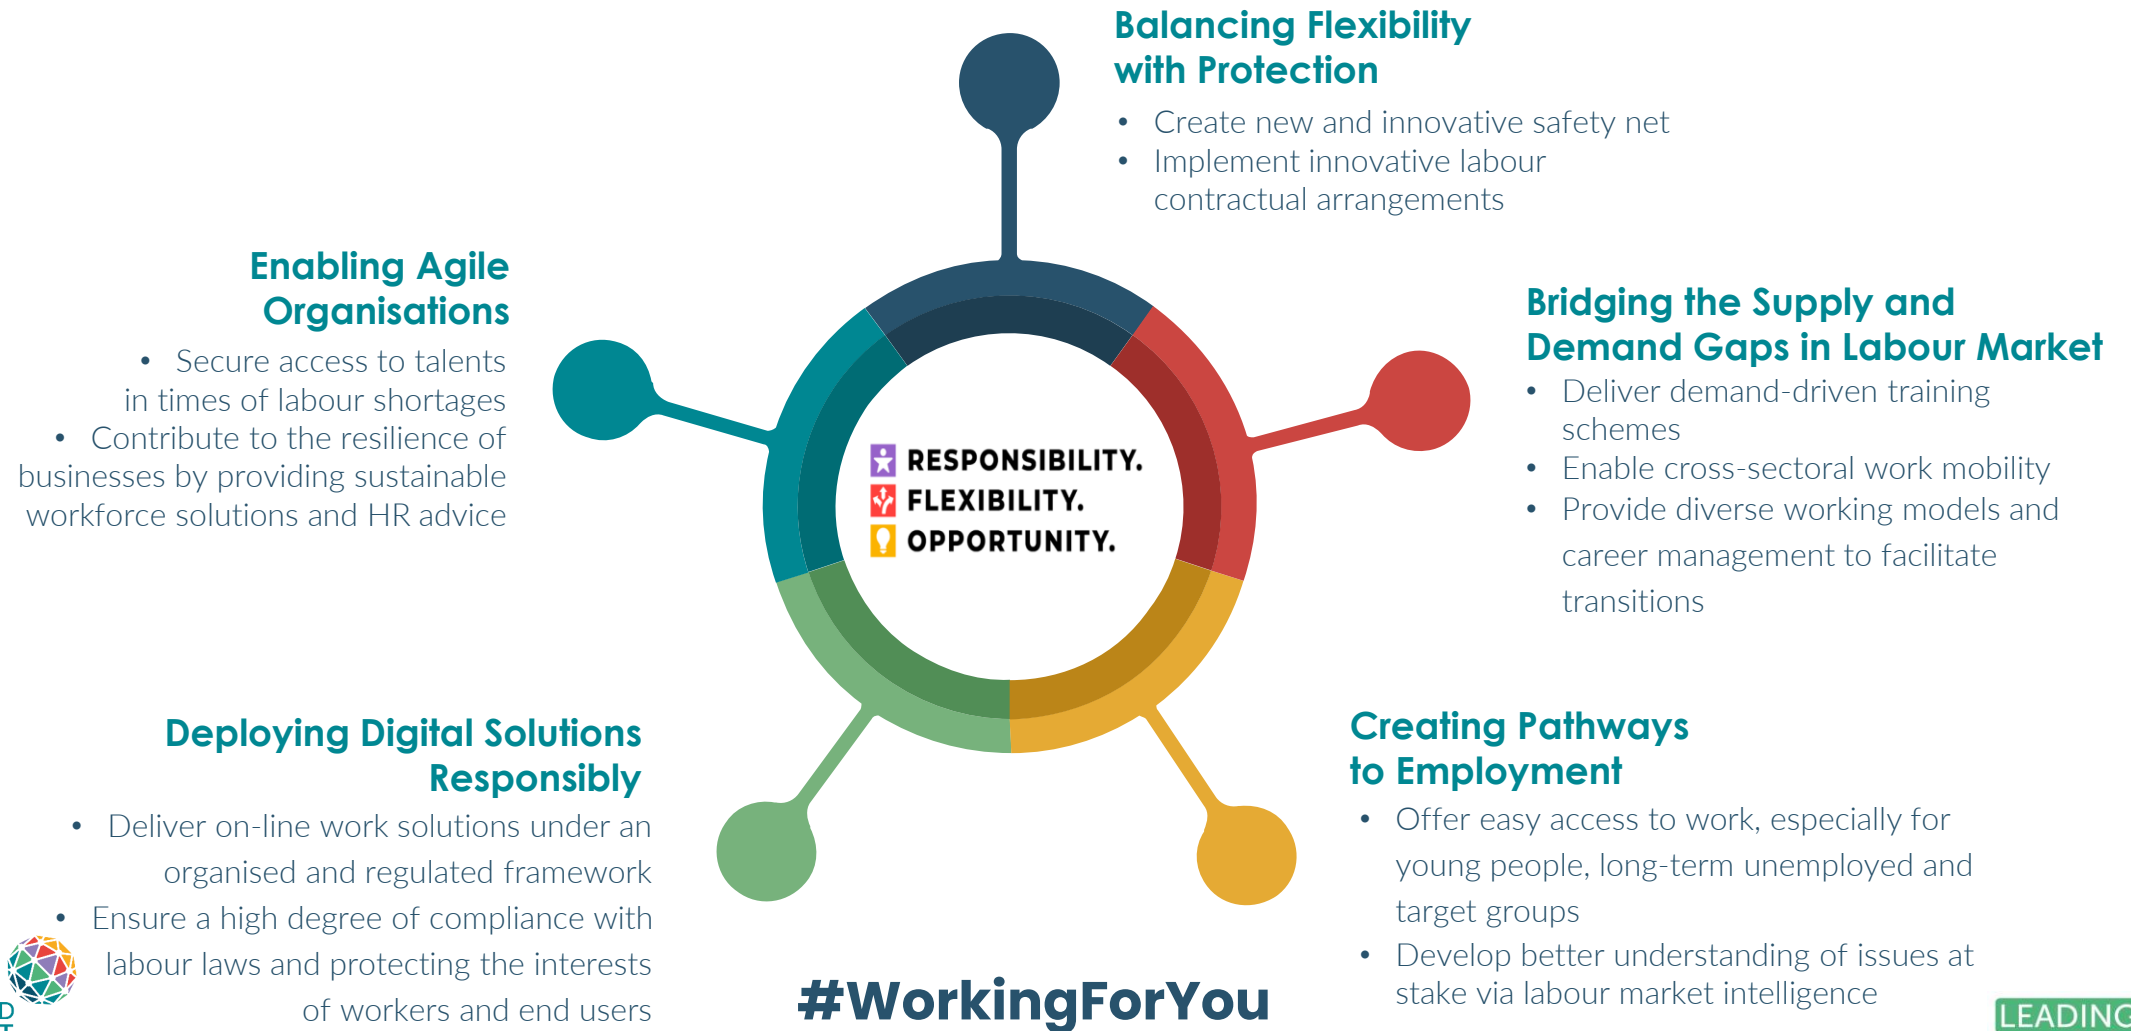 Balancing Flexibility
with Protection
• Create new and innovative safety net
• Implement innovative labour
contractual arrangements
Enabling Agile
Organisations
• Secure access to talents
in times of labour shortages
• Contribute to the resilience of
businesses by providing sustainable
workforce solutions and HR advice
Bridging the Supply and
Demand Gaps in Labour Market
• Deliver demand-driven training
schemes
• Enable cross-sectoral work mobility
• Provide diverse working models and
career management to facilitate
transitions
RESPONSIBILITY.
FLEXIBILITY.
OPPORTUNITY.
Deploying Digital Solutions
Responsibly
• Deliver on-line work solutions under an
organised and regulated framework
• Ensure a high degree of compliance with
labour laws and protecting the interests
of workers and end users
Creating Pathways
to Employment
• Offer easy access to work, especially for
young people, long-term unemployed and
target groups
• Develop better understanding of issues at
stake via labour market intelligence
#WorkingForYou
D
LEADING